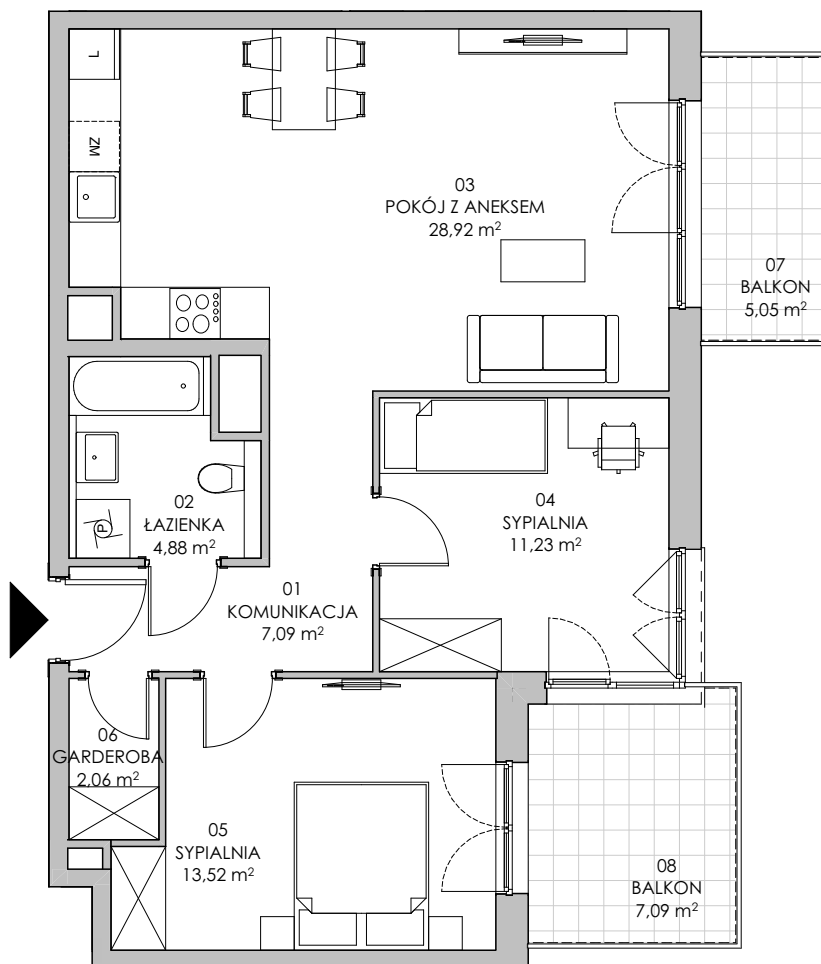 L
ZM
03
POKÓJ Z ANEKSEM
28,92 m²
07
BALKON
5,05 m²
02
ŁAZIENKA
4,88 m²
P
04
SYPIALNIA
11,23 m²
01
KOMUNIKACJA
7,09 m²
06
GARDEROBA
2,06 m²
05
SYPIALNIA
13,52 m²
08
BALKON
7,09 m²